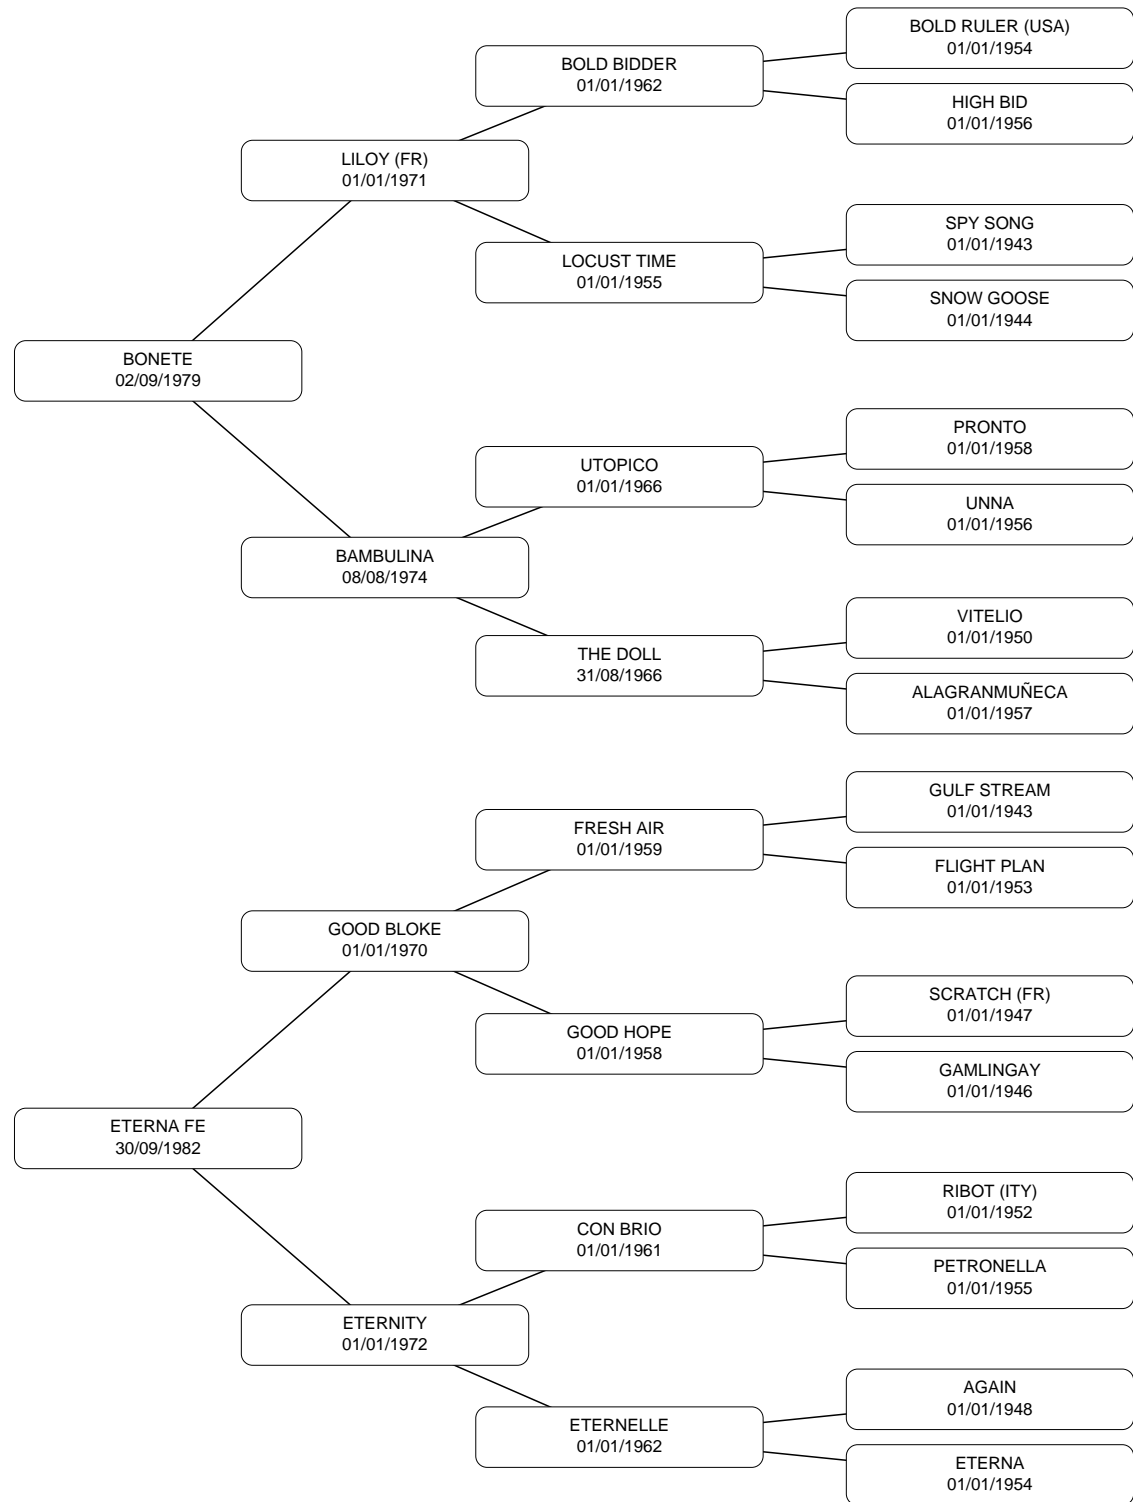 BOLD RULER (USA)
01/01/1954
BOLD BIDDER
01/01/1962
HIGH BID
01/01/1956
LILOY (FR)
01/01/1971
SPY SONG
01/01/1943
LOCUST TIME
01/01/1955
SNOW GOOSE
01/01/1944
BONETE
02/09/1979
PRONTO
01/01/1958
UTOPICO
01/01/1966
UNNA
01/01/1956
BAMBULINA
08/08/1974
VITELIO
01/01/1950
THE DOLL
31/08/1966
ALAGRANMUÑECA
01/01/1957
GULF STREAM
01/01/1943
FRESH AIR
01/01/1959
FLIGHT PLAN
01/01/1953
GOOD BLOKE
01/01/1970
SCRATCH (FR)
01/01/1947
GOOD HOPE
01/01/1958
GAMLINGAY
01/01/1946
ETERNA FE
30/09/1982
RIBOT (ITY)
01/01/1952
CON BRIO
01/01/1961
PETRONELLA
01/01/1955
ETERNITY
01/01/1972
AGAIN
01/01/1948
ETERNELLE
01/01/1962
ETERNA
01/01/1954